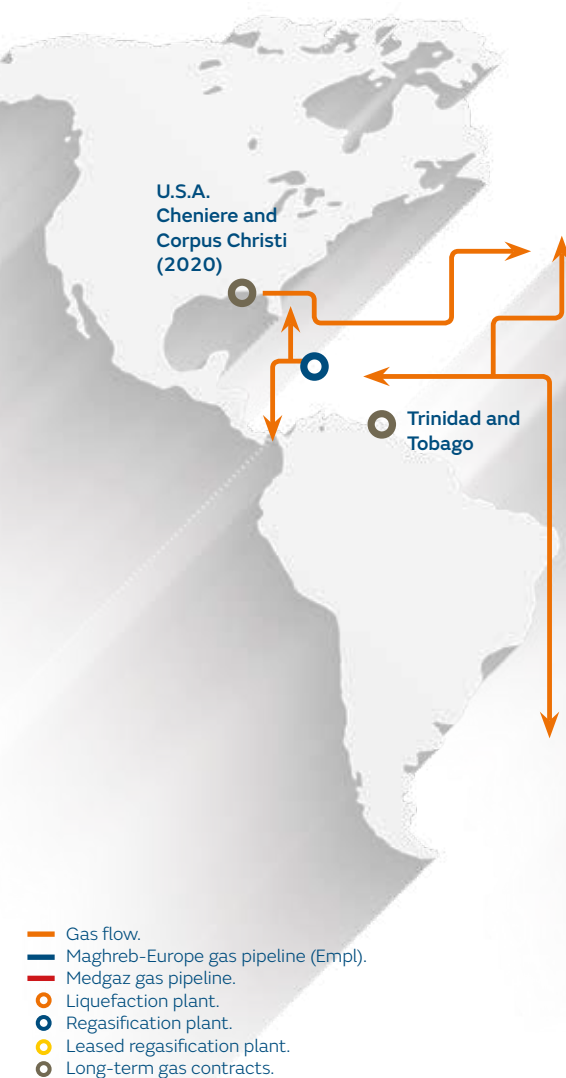 U.S.A.
Cheniere and
Corpus Christi
(2020)
Trinidad and
Tobago
Gas flow.
Maghreb-Europe gas pipeline (Empl).
Medgaz gas pipeline.
Liquefaction plant.
Regasification plant.
Leased regasification plant.
Long-term gas contracts.